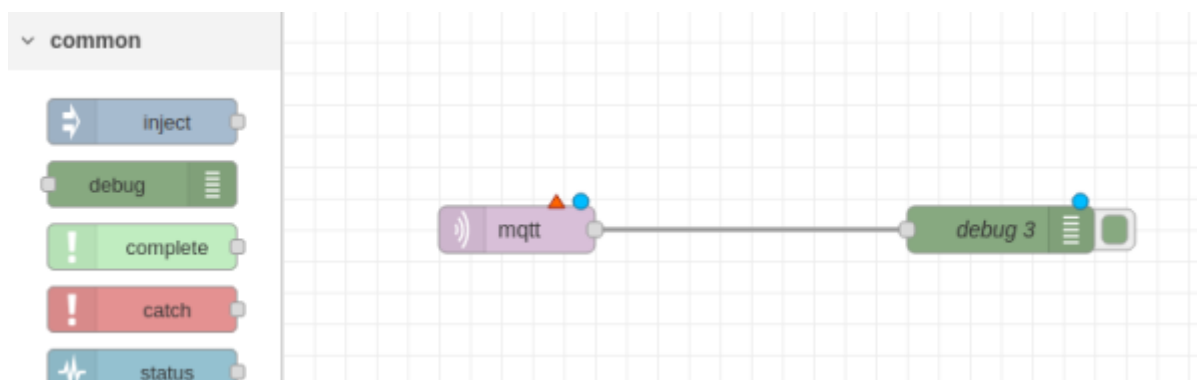 common
inject
debug
complete
catch
status
mqtt
debug 3